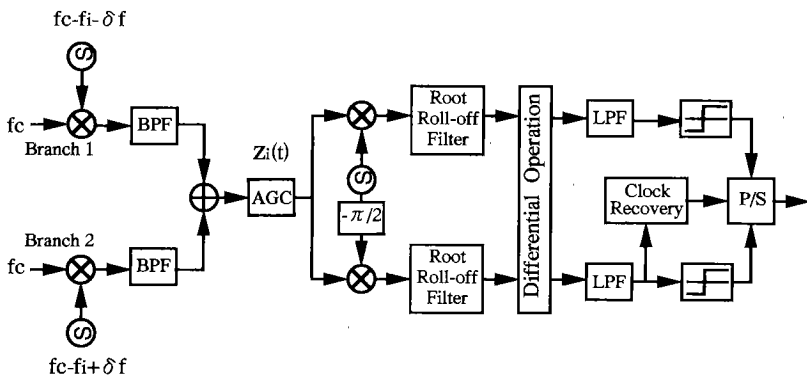 fc-fi-δf
S
fc
Branch 1
BPF
Zi(t)
AGC
S
-π/2
Root
Roll-off
Filter
Differential Operation
LPF
Clock
Recovery
P/S
Branch 2
fc
BPF
Root
Roll-off
Filter
LPF
S
fc-fi+δf